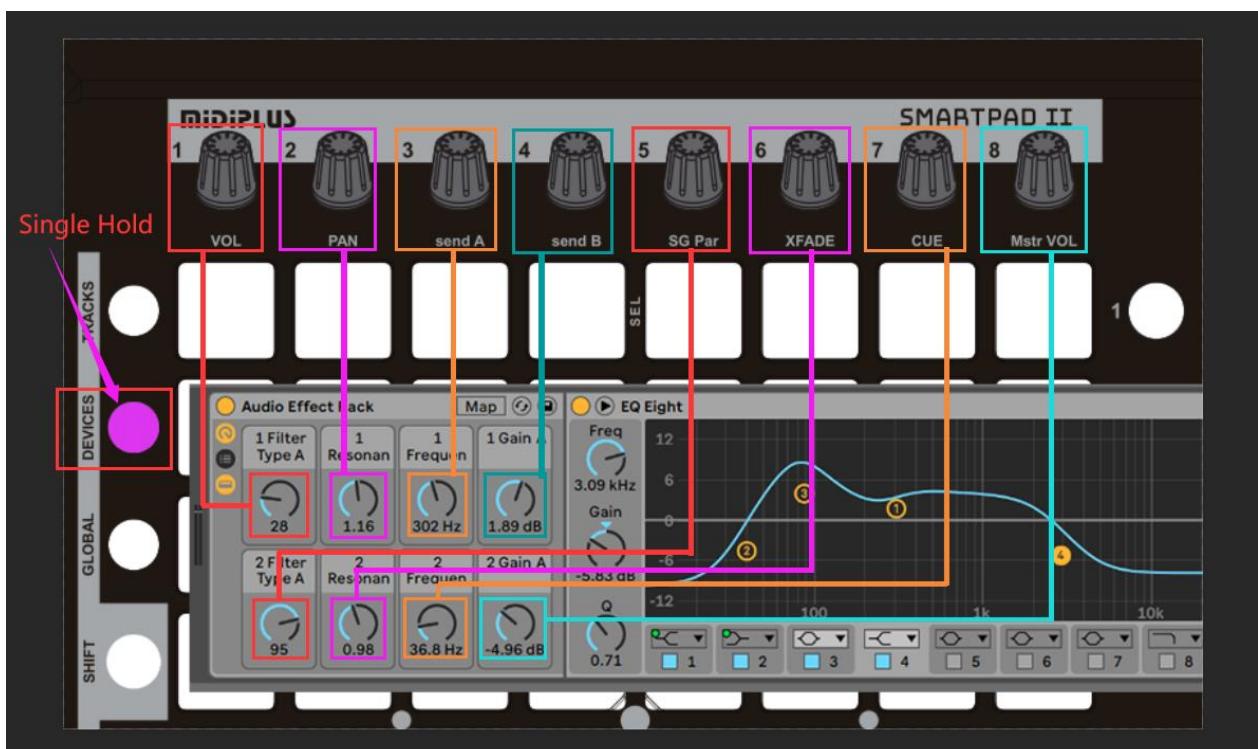 MIDIPLUS
SMARTPAD II
1 2 3 4 5 6 7 8
Single Hold
VOL PAN send A send B SG Par XFADE CUE Mstr VOL
TRACKS
SEL
1
DEVICES
Audio Effect Rack
Map
EQ Eight
1 Filter Type A
1 Resonan
1 Frequen
1 Gain A
28
1.16
302 Hz
1.89 dB
2 Filter Type A
2 Resonan
2 Frequen
2 Gain A
95
0.98
36.8 Hz
-4.96 dB
Freq
3.09 kHz
Gain
-5.83 dB
Q
0.71
12
6
0
-6
-12
3
1
2
4
100 1k 10k
1 2 3 4 5 6 7 8
GLOBAL
SHIFT